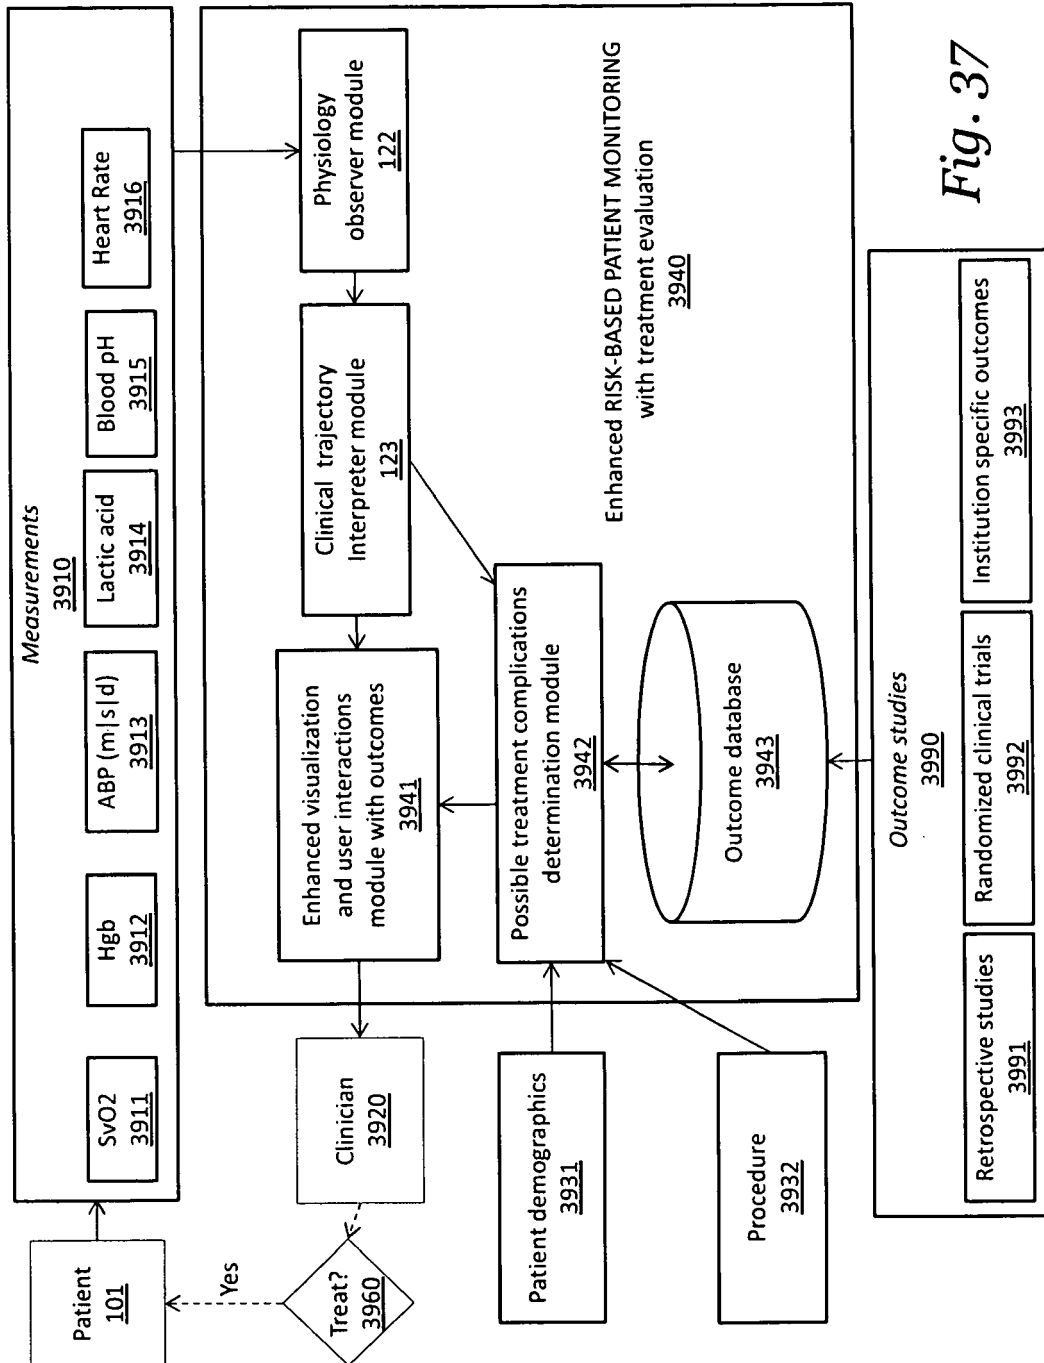 Patient
101
Measurements
3910
SvO2
3911
Hgb
3912
ABP (m|s|d)
3913
Lactic acid
3914
Blood pH
3915
Heart Rate
3916
Yes
Treat?
3960
Clinician
3920
Enhanced visualization
and user interactions
module with outcomes
3941
Clinical trajectory
Interpreter module
123
Physiology
observer module
122
Patient demographics
3931
Procedure
3932
Possible treatment complications
determination module
3942
Outcome database
3943
Enhanced RISK-BASED PATIENT MONITORING
with treatment evaluation
3940
Outcome studies
3990
Retrospective studies
3991
Randomized clinical trials
3992
Institution specific outcomes
3993
Fig. 37